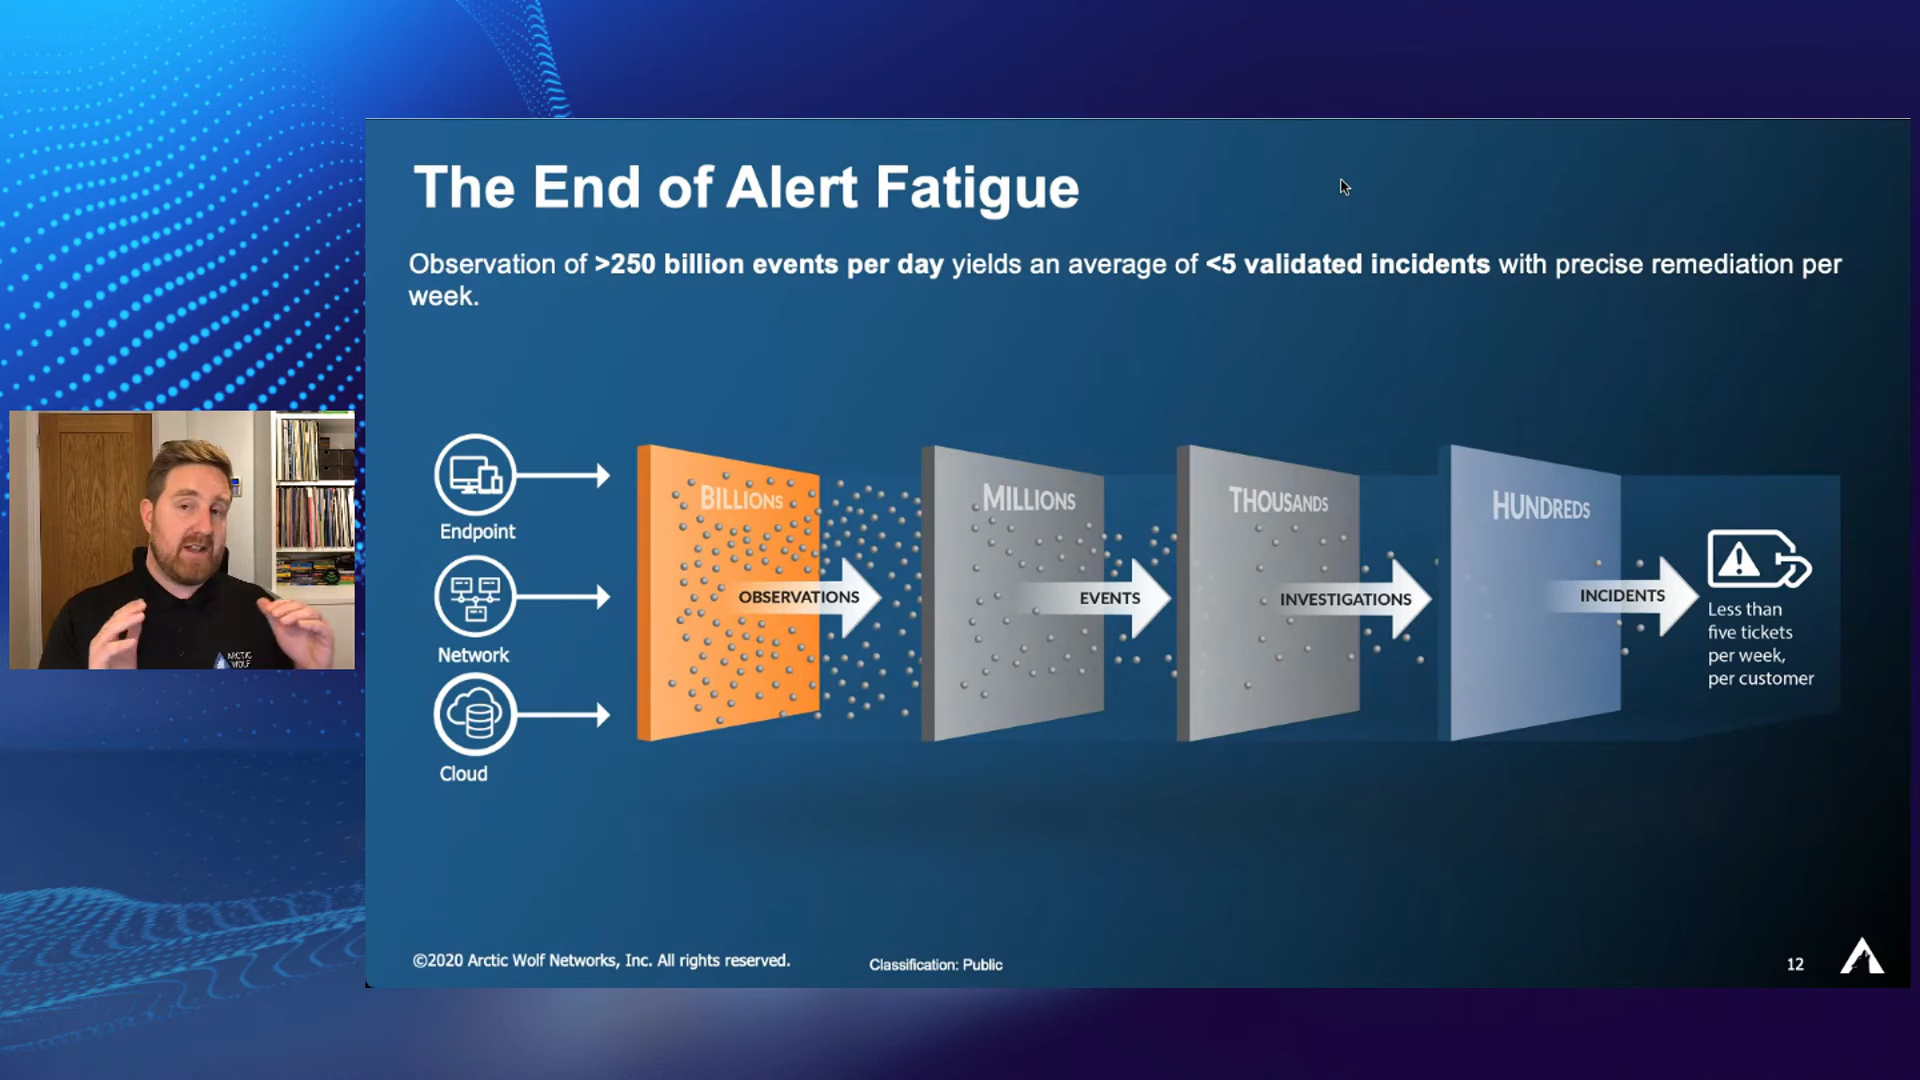 The End of Alert Fatigue
Observation of >250 billion events per day yields an average of <5 validated incidents with precise remediation per
week.
Endpoint
Network
Cloud
BILLIONS
OBSERVATIONS
MILLIONS
EVENTS
THOUSANDS
INVESTIGATIONS
HUNDREDS
INCIDENTS
Less than
five tickets
per week,
per customer
ARCTIC
WOLF
©2020 Arctic Wolf Networks, Inc. All rights reserved.
Classification: Public
12